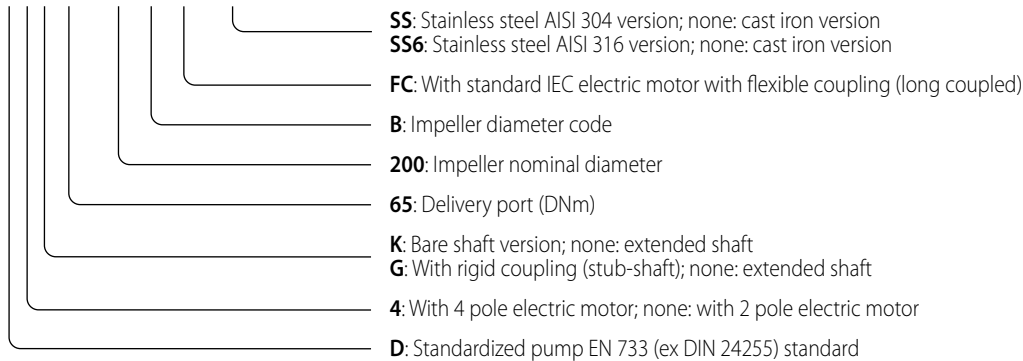 SS: Stainless steel AISI 304 version; none: cast iron version
SS6: Stainless steel AISI 316 version; none: cast iron version
FC: With standard IEC electric motor with flexible coupling (long coupled)
B: Impeller diameter code
200: Impeller nominal diameter
65: Delivery port (DNm)
K: Bare shaft version; none: extended shaft
G: With rigid coupling (stub-shaft); none: extended shaft
4: With 4 pole electric motor; none: with 2 pole electric motor
D: Standardized pump EN 733 (ex DIN 24255) standard